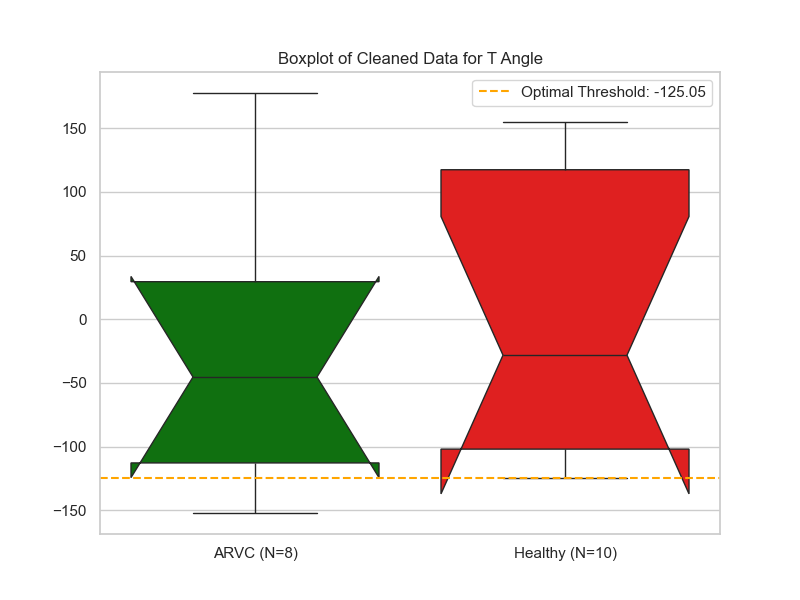 Boxplot of Cleaned Data for T Angle
Optimal Threshold: -125.05
150
100
50
0
−50
−100
−150
ARVC (N=8)
Healthy (N=10)